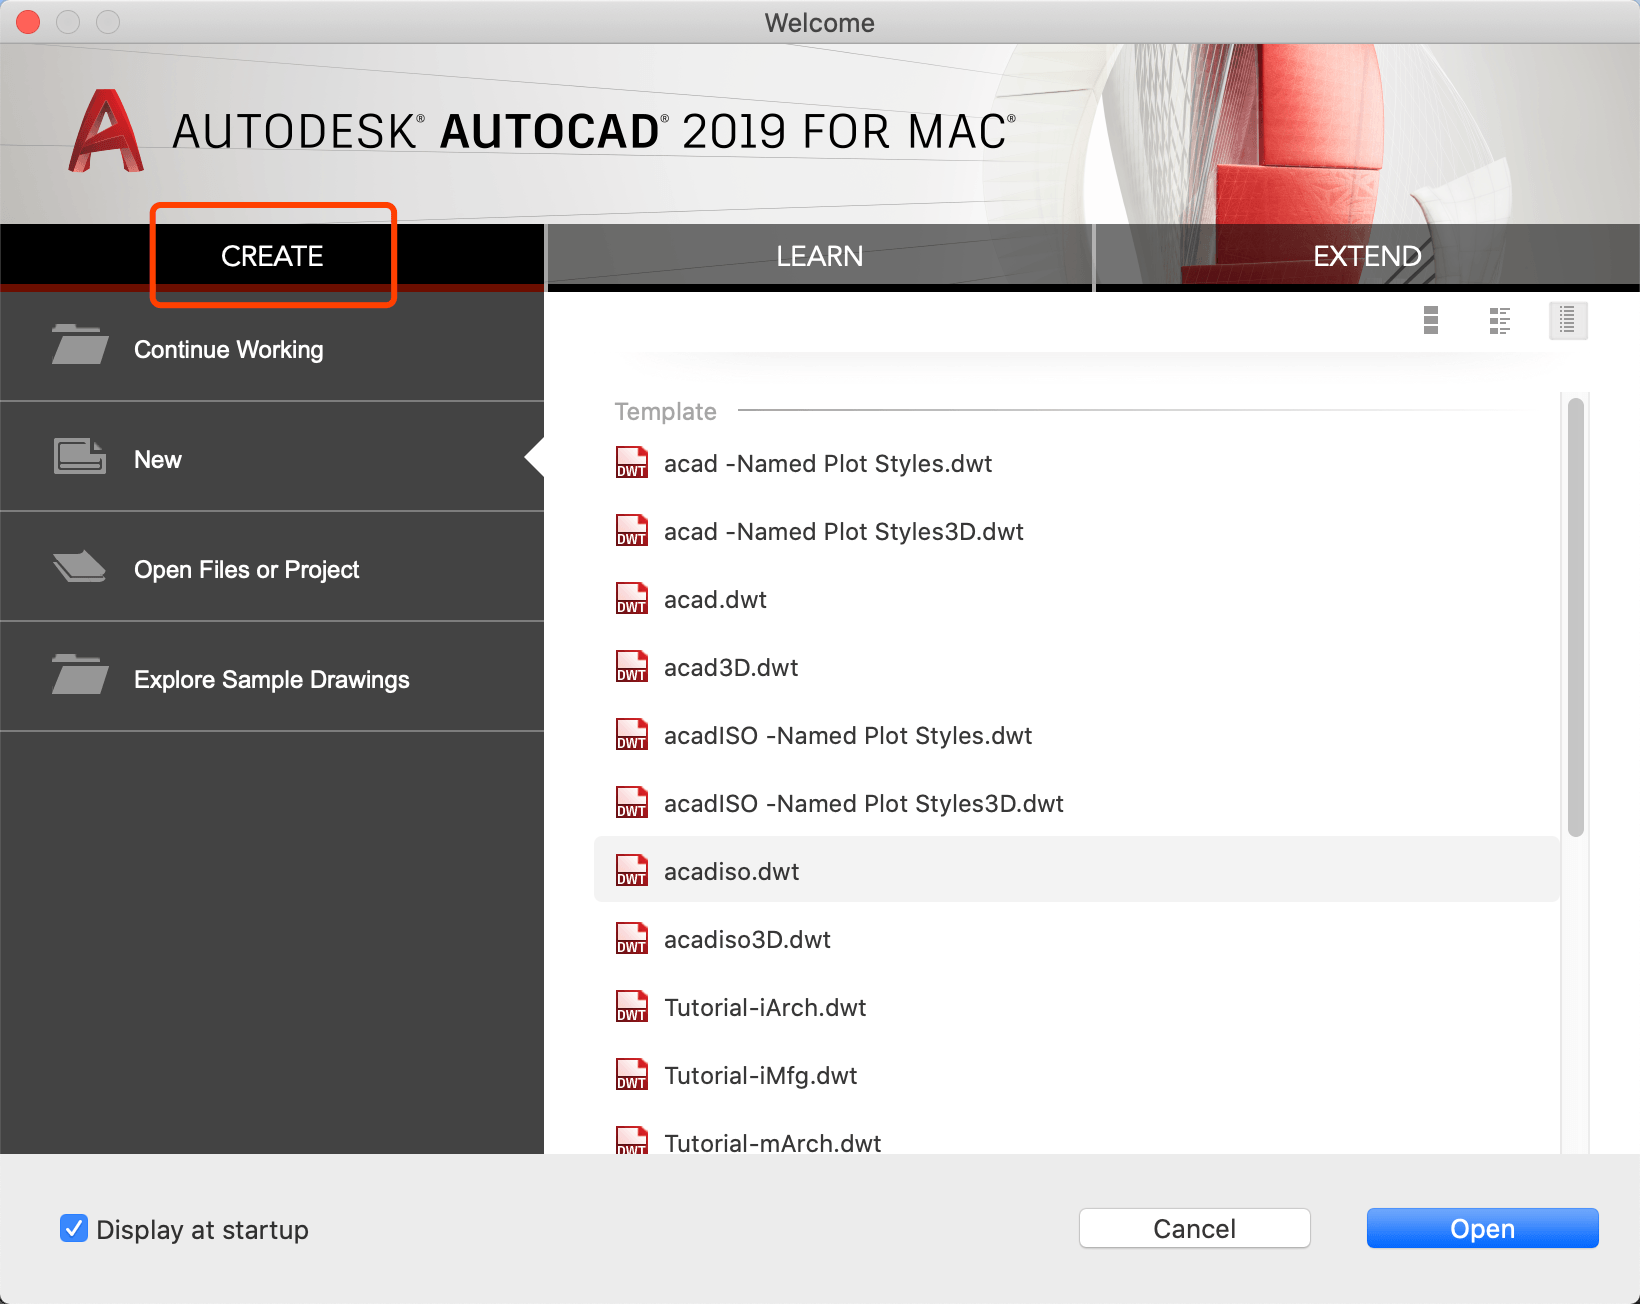 Welcome
AUTODESK® AUTOCAD® 2019 FOR MAC®
CREATE
LEARN
EXTEND
Continue Working
New
Open Files or Project
Explore Sample Drawings
Template
DWT acad -Named Plot Styles.dwt
DWT acad -Named Plot Styles3D.dwt
DWT acad.dwt
DWT acad3D.dwt
DWT acadISO -Named Plot Styles.dwt
DWT acadISO -Named Plot Styles3D.dwt
DWT acadiso.dwt
DWT acadiso3D.dwt
DWT Tutorial-iArch.dwt
DWT Tutorial-iMfg.dwt
DWT Tutorial-mArch.dwt
Display at startup
Cancel
Open